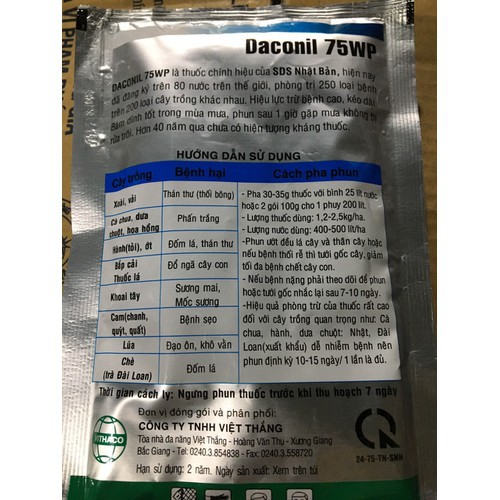 Daconil 75WP
DACONIL 75WP là thuốc chính hiệu của SDS Nhật Bản, hiện nay
đã đăng ký trên 80 nước trên thế giới, phòng trị 250 loại bệnh
trên 200 loại cây trồng khác nhau. Hiệu lực trừ bệnh cao, kéo dài
Bám dính tốt trong mùa mưa, phun sau 1 giờ gặp mưa không bị
rửa trôi. Hơn 40 năm qua chưa có hiện tượng kháng thuốc.
HƯỚNG DẪN SỬ DỤNG
Cây trồng Bệnh hại Cách pha phun
Xoài, vải Thán thư (thối bông)
Cà chua, dưa chuột, hoa hồng Phấn trắng
Hành(tỏi), ớt Đốm lá, thán thư
Bắp cải
Thuốc lá Đổ ngã cây con
Khoai tây Sương mai,
Mốc sương
Cam(chanh, quýt, quất) Bệnh sẹo
Lúa Đạo ôn, khô vằn
Chè
(trà Đài Loan) Đốm lá
- Pha 30-35g thuốc với bình 25 lít nước
hoặc 2 gói 100g cho 1 phuy 200 lít.
- Lượng thuốc dùng: 1,2-2,5kg/ha.
- Lượng nước dùng: 400-500 lít/ha
- Phun ướt đều lá cây và thân cây hoặc
nếu bệnh thối rễ thì tưới gốc cây, giảm
tối đa bệnh chết cây con.
- Nếu bệnh nặng phải theo dõi để phun
hoặc tưới gốc nhắc lại sau 7-10 ngày.
- Hiệu quả phòng trừ của thuốc rất cao
đối với cây trồng quan trọng như: Cà
chua, hành, dưa chuột: Nhật, Đài
Loan(xuất khẩu) dễ nhiễm bệnh nên
phun định kỳ 10-15 ngày/ 1 lần là đủ.
Thời gian cách ly: Ngưng phun thuốc trước khi thu hoạch 7 ngày
Đơn vị đóng gói và phân phối:
CÔNG TY TNHH VIỆT THẮNG
Tòa nhà đa năng Việt Thắng - Hoàng Văn Thụ - Xương Giang
Bắc Giang - Tel: 0240.3.854838 - Fax: 0240.3.558720
Hạn sử dụng: 2 năm. Ngày sản xuất: Xem trên túi
VITHACO
24-75-TN-SMH